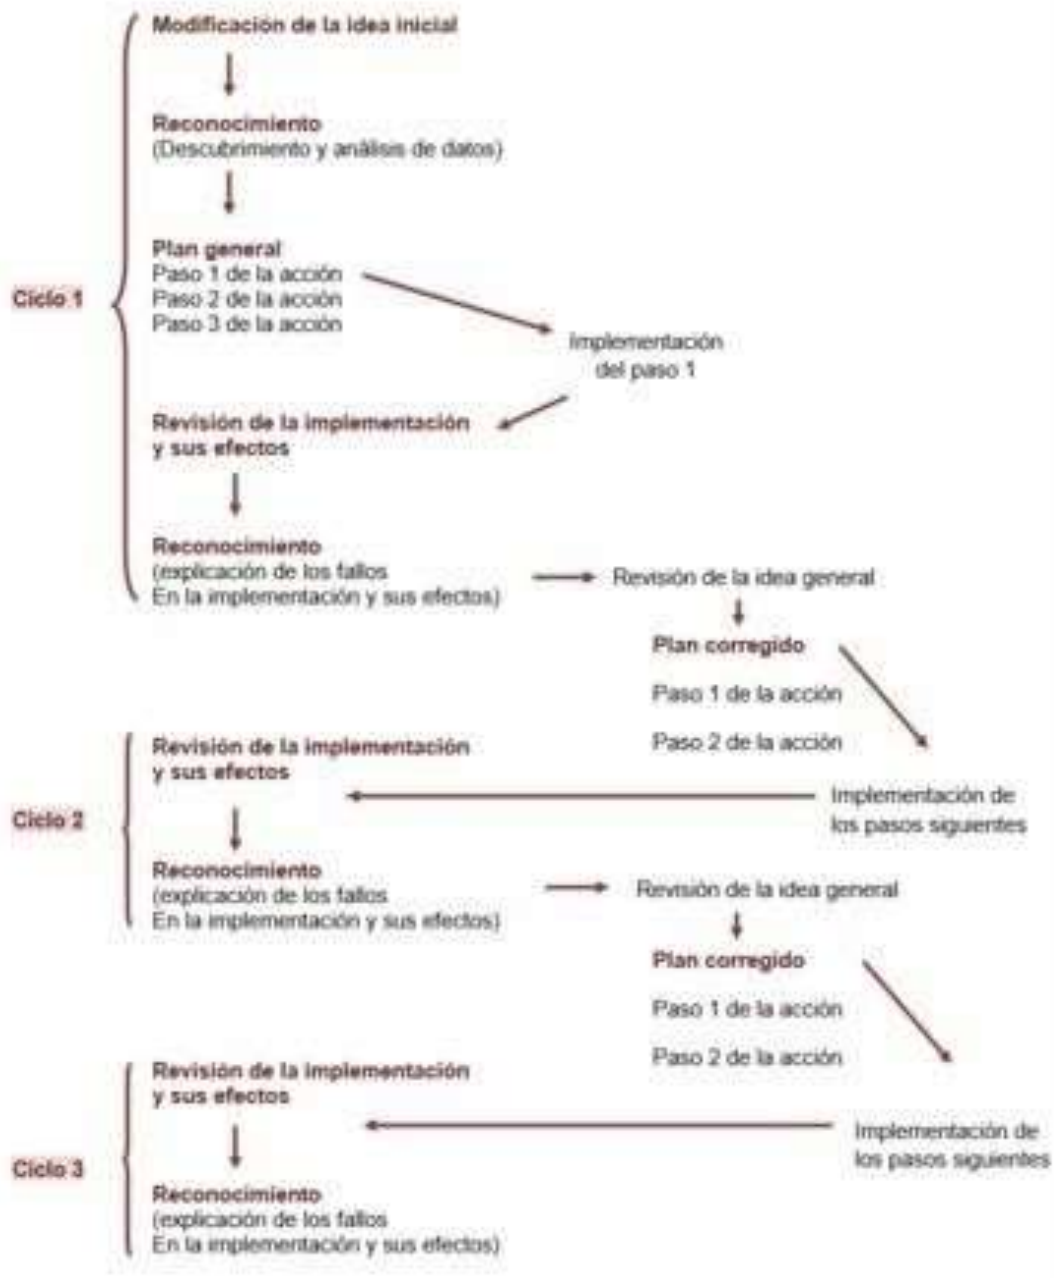 Modificación de la idea inicial
Reconocimiento
(Descubrimiento y análisis de datos)
Ciclo 1
Plan general
Paso 1 de la acción
Paso 2 de la acción
Paso 3 de la acción
Implementación
del paso 1
Revisión de la implementación
y sus efectos
Reconocimiento
(explicación de los fallos
En la implementación y sus efectos)
Revisión de la idea general
Plan corregido
Paso 1 de la acción
Paso 2 de la acción
Implementación de
los pasos siguientes
Ciclo 2
Revisión de la implementación
y sus efectos
Reconocimiento
(explicación de los fallos
En la implementación y sus efectos)
Revisión de la idea general
Plan corregido
Paso 1 de la acción
Paso 2 de la acción
Implementación de
los pasos siguientes
Ciclo 3
Revisión de la implementación
y sus efectos
Reconocimiento
(explicación de los fallos
En la implementación y sus efectos)